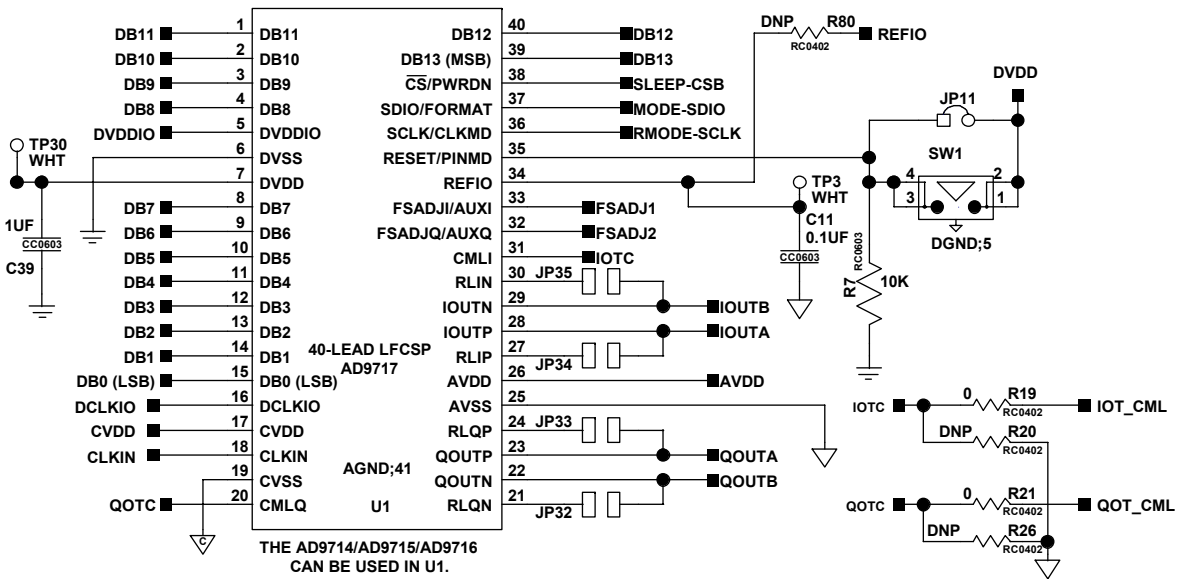 DB11 1 DB11 DB12 40 DB12
DB10 2 DB10 DB13 (MSB) 39 DB13
DB9 3 DB9 CS/PWRDN 38 SLEEP-CSB
DB8 4 DB8 SDIO/FORMAT 37 MODE-SDIO
DVDDIO 5 DVDDIO SCLK/CLKMD 36 RMODE-SCLK
6 DVSS RESET/PINMD 35
7 DVDD REFIO 34
DB7 8 DB7 FSADJI/AUXI 33 FSADJ1
DB6 9 DB6 FSADJQ/AUXQ 32 FSADJ2
DB5 10 DB5 CMLI 31 IOTC
DB4 11 DB4 RLIN 30 JP35
DB3 12 DB3 IOUTN 29 IOUTB
DB2 13 DB2 IOUTP 28 IOUTA
DB1 14 DB1 RLIP 27 JP34
DB0 (LSB) 15 DB0 (LSB) AVDD 26 AVDD
DCLKIO 16 DCLKIO AVSS 25
CVDD 17 CVDD RLQP 24 JP33
CLKIN 18 CLKIN QOUTP 23 QOUTA
19 CVSS QOUTN 22 QOUTB
QOTC 20 CMLQ RLQN 21 JP32
40-LEAD LFCSP
AD9717
AGND;41
U1
THE AD9714/AD9715/AD9716
CAN BE USED IN U1.
TP30
WHT
1UF
CC0603
C39
C
DNP R80 REFIO
RC0402
TP3
WHT
C11
0.1UF
CC0603
DVDD
JP11
SW1
4 2
3 1
DGND;5
RC0603
R7 10K
IOTC 0 R19 IOT_CML
RC0402
DNP R20
RC0402
QOTC 0 R21 QOT_CML
RC0402
DNP R26
RC0402